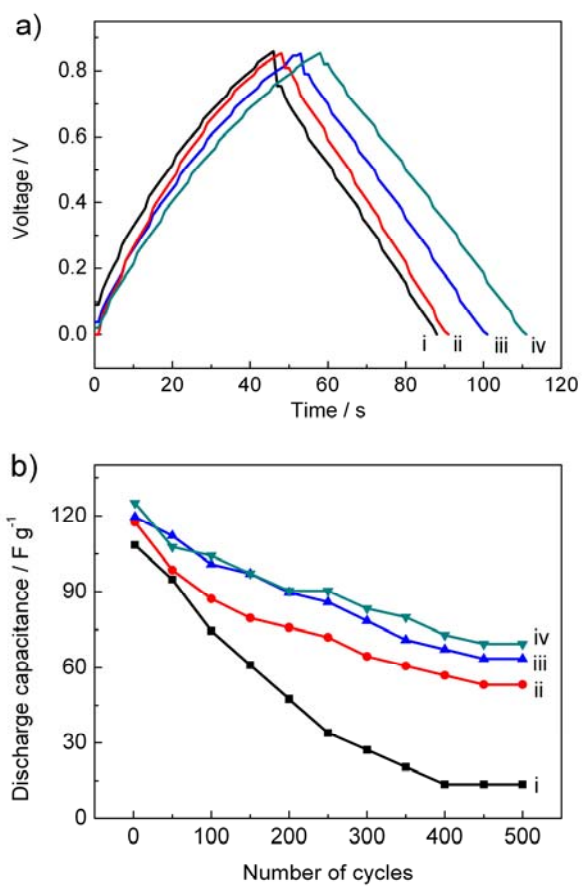 a)
Voltage / V
0.8
0.6
0.4
0.2
0.0
i ii iii iv
0 20 40 60 80 100 120
Time / s
b)
Discharge capacitance / F g-1
120
90
60
30
0
iv
iii
ii
i
0 100 200 300 400 500
Number of cycles